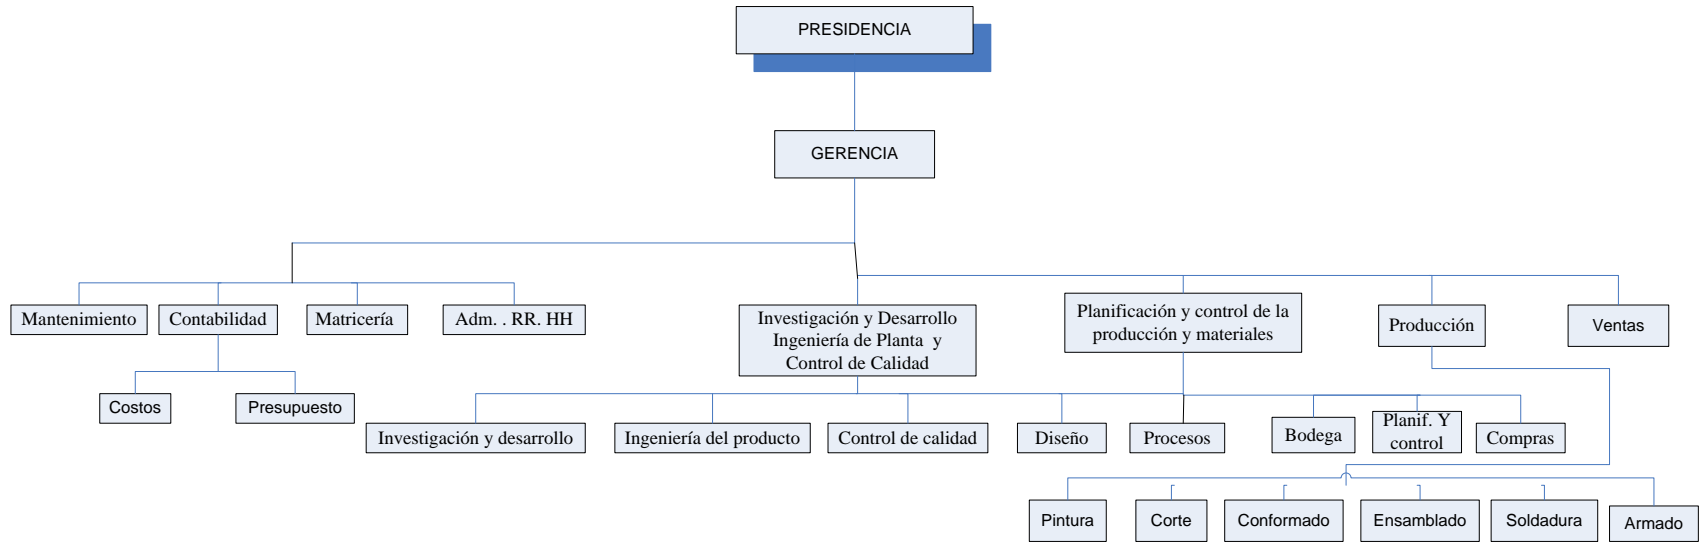 PRESIDENCIA
GERENCIA
Mantenimiento
Contabilidad
Matricería
Adm. . RR. HH
Investigación y Desarrollo
Ingeniería de Planta y
Control de Calidad
Planificación y control de la
producción y materiales
Producción
Ventas
Costos
Presupuesto
Investigación y desarrollo
Ingeniería del producto
Control de calidad
Diseño
Procesos
Bodega
Planif. Y
control
Compras
Pintura
Corte
Conformado
Ensamblado
Soldadura
Armado